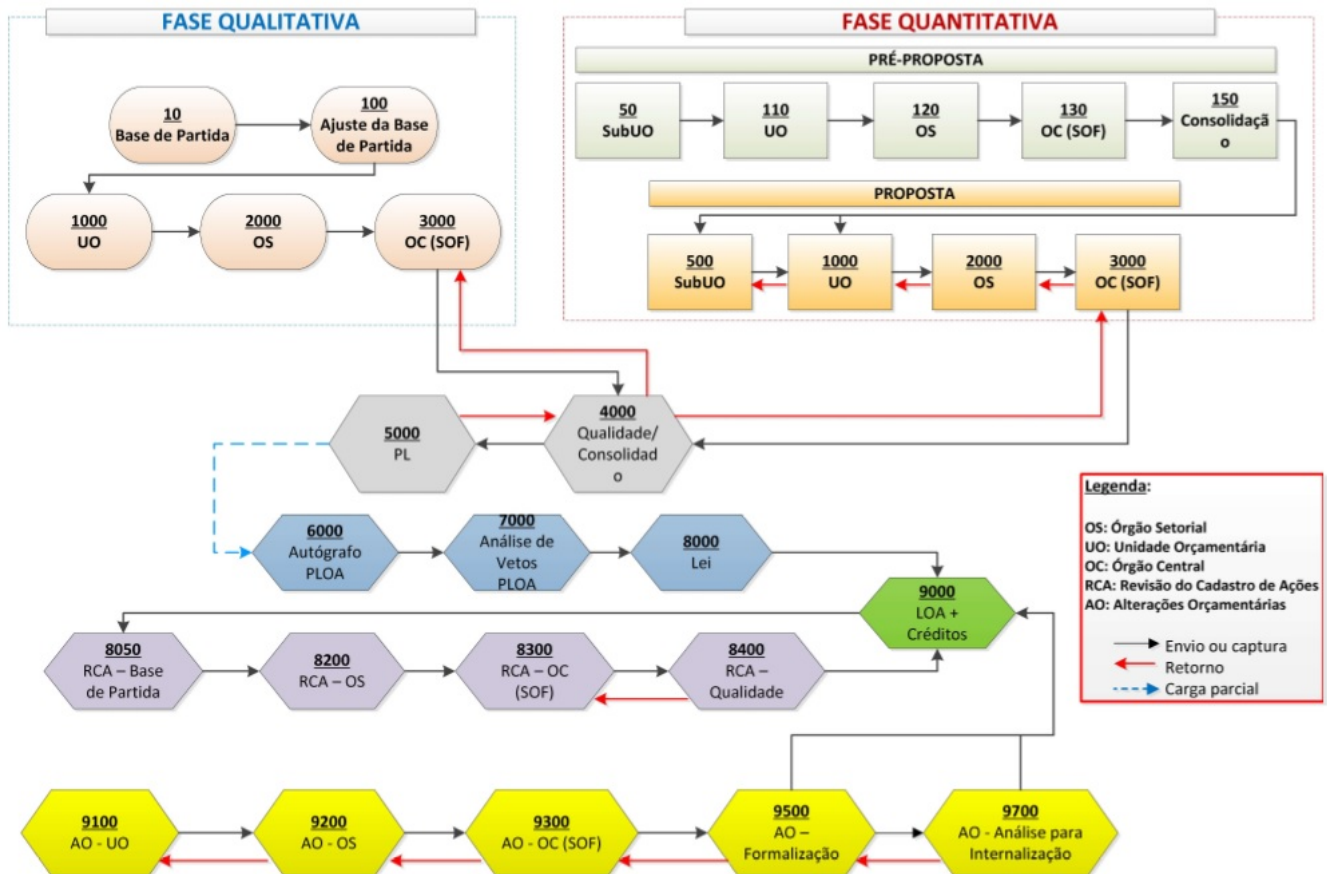 FASE QUALITATIVA
10
Base de Partida
100
Ajuste da Base
de Partida
1000
UO
2000
OS
3000
OC (SOF)
FASE QUANTITATIVA
PRÉ-PROPOSTA
50
SubUO
110
UO
120
OS
130
OC (SOF)
150
Consolidaçã
o
PROPOSTA
500
SubUO
1000
UO
2000
OS
3000
OC (SOF)
5000
PL
4000
Qualidade/
Consolidad
o
6000
Autógrafo
PLOA
7000
Análise de
Vetos
PLOA
8000
Lei
9000
LOA +
Créditos
8050
RCA – Base
de Partida
8200
RCA – OS
8300
RCA – OC
(SOF)
8400
RCA –
Qualidade
9100
AO - UO
9200
AO - OS
9300
AO - OC (SOF)
9500
AO –
Formalização
9700
AO - Análise para
Internalização
Legenda:
OS: Órgão Setorial
UO: Unidade Orçamentária
OC: Órgão Central
RCA: Revisão do Cadastro de Ações
AO: Alterações Orçamentárias
Envio ou captura
Retorno
Carga parcial